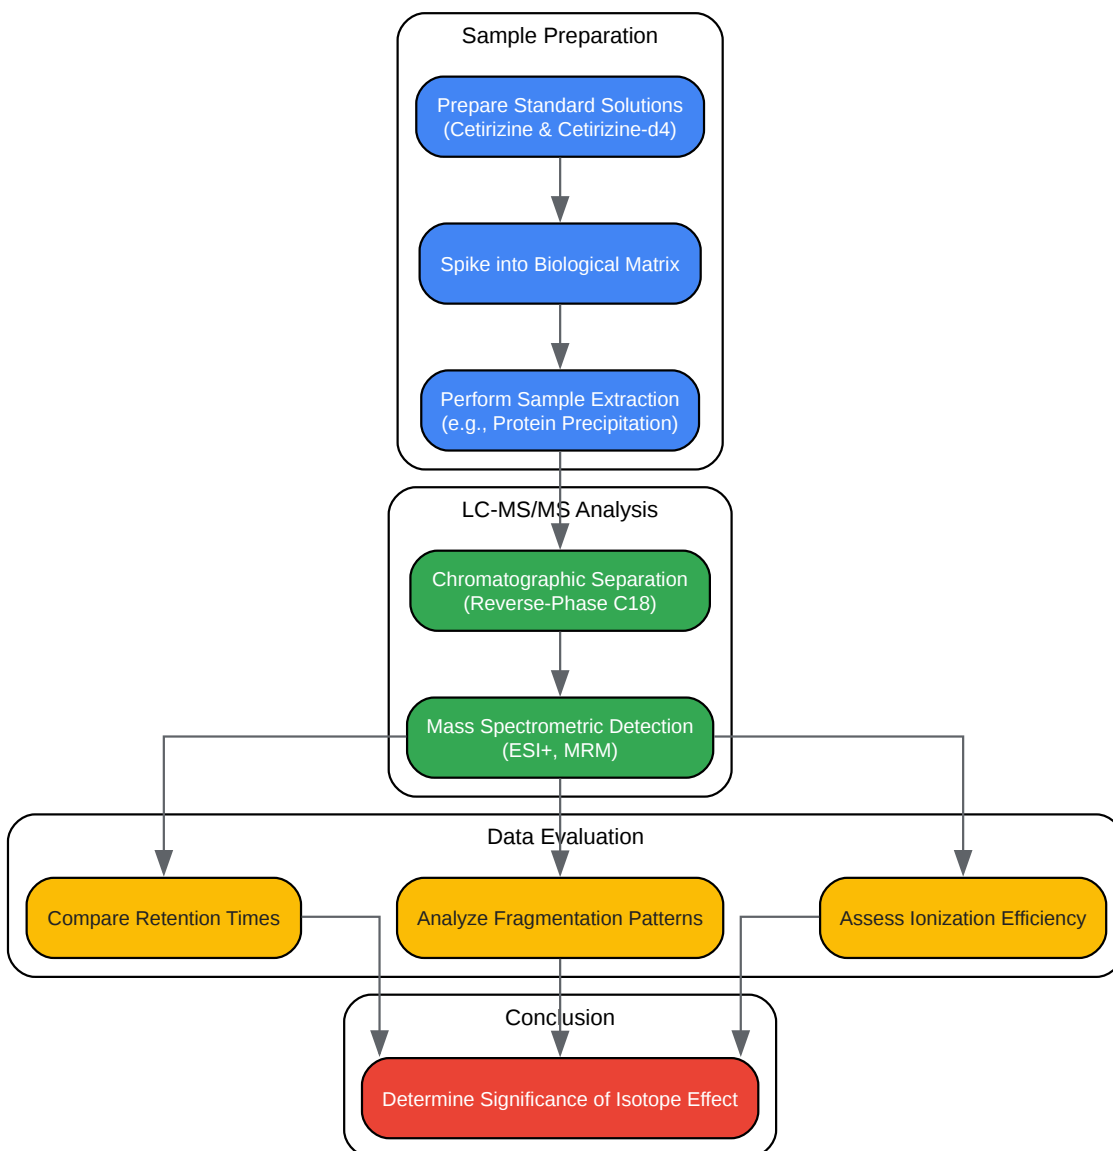 Sample Preparation
Prepare Standard Solutions
(Cetirizine & Cetirizine-d4)
Spike into Biological Matrix
Perform Sample Extraction
(e.g., Protein Precipitation)
LC-MS/MS Analysis
Chromatographic Separation
(Reverse-Phase C18)
Mass Spectrometric Detection
(ESI+, MRM)
Data Evaluation
Compare Retention Times
Analyze Fragmentation Patterns
Assess Ionization Efficiency
Conclusion
Determine Significance of Isotope Effect